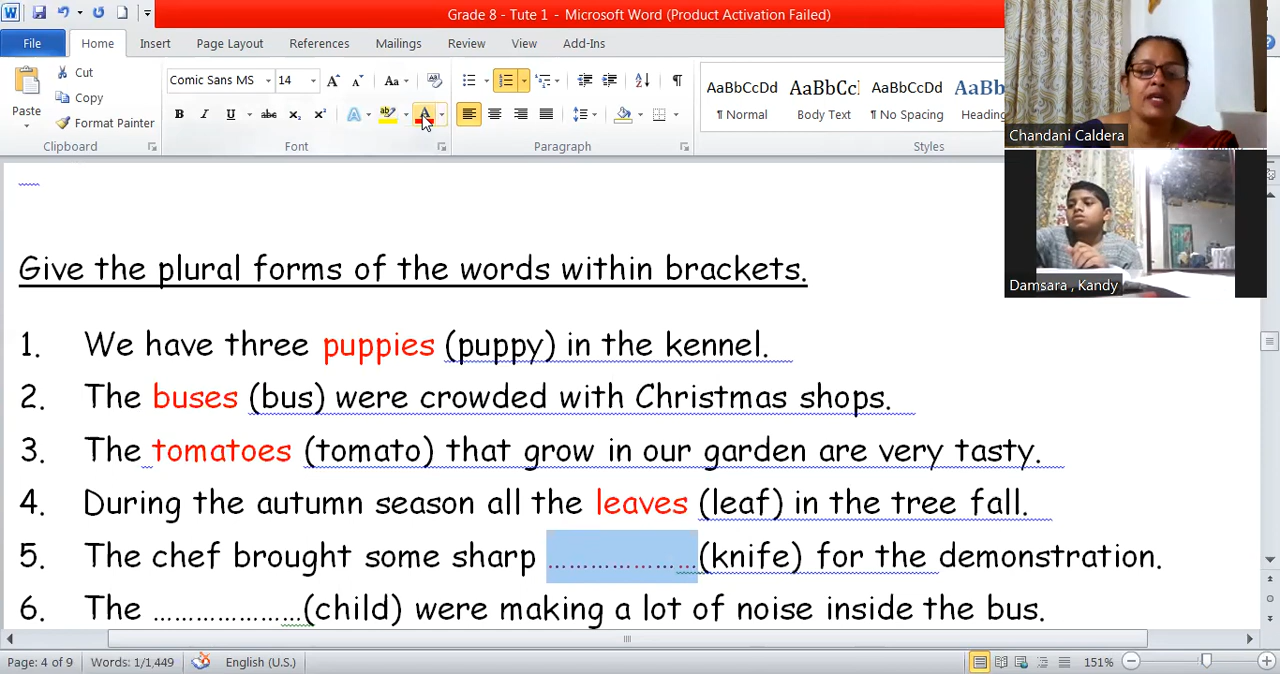 Grade 8 - Tute 1 - Microsoft Word (Product Activation Failed)
File Home Insert Page Layout References Mailings Review View Add-Ins
Paste
Cut
Copy
Format Painter
Clipboard
Comic Sans MS 14
Font
Paragraph
AaBbCcDd AaBbCcI AaBbCcDd AaBb
¶ Normal Body Text ¶ No Spacing Heading
Styles
Chandani Caldera
Damsara , Kandy
Give the plural forms of the words within brackets.
1. We have three puppies (puppy) in the kennel.
2. The buses (bus) were crowded with Christmas shops.
3. The tomatoes (tomato) that grow in our garden are very tasty.
4. During the autumn season all the leaves (leaf) in the tree fall.
5. The chef brought some sharp …………………(knife) for the demonstration.
6. The …………………(child) were making a lot of noise inside the bus.
Page: 4 of 9 Words: 1/1,449 English (U.S.) 151%